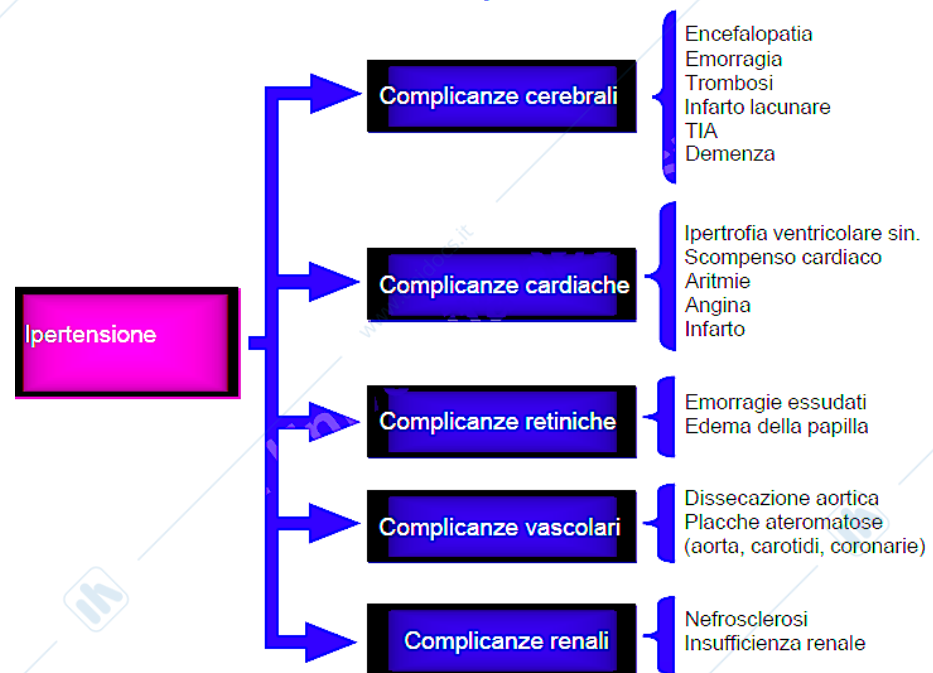 Ipertensione
Complicanze cerebrali
Encefalopatia
Emorragia
Trombosi
Infarto lacunare
TIA
Demenza
Complicanze cardiache
Ipertrofia ventricolare sin.
Scompenso cardiaco
Aritmie
Angina
Infarto
Complicanze retiniche
Emorragie essudati
Edema della papilla
Complicanze vascolari
Dissecazione aortica
Placche ateromatose
(aorta, carotidi, coronarie)
Complicanze renali
Nefrosclerosi
Insufficienza renale